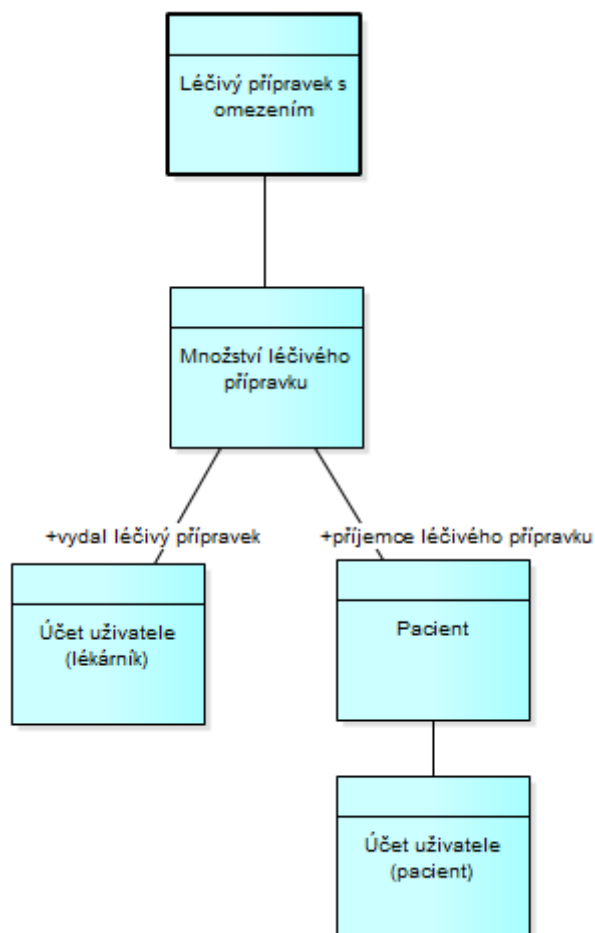 Léčivý přípravek s
omezením
Množství léčivého
přípravku
+vydal léčivý přípravek
+příjemce léčivého přípravku
Účet uživatele
(lékárník)
Pacient
Účet uživatele
(pacient)